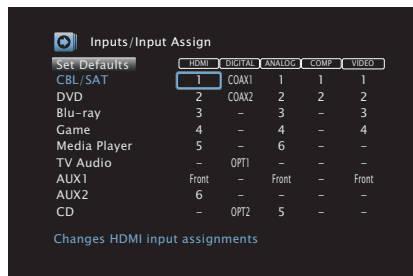 Inputs/Input Assign
Set Defaults HDMI DIGITAL ANALOG COMP VIDEO
CBL/SAT 1 COAX1 1 1 1
DVD 2 COAX2 2 2 2
Blu-ray 3 – 3 – 3
Game 4 – 4 – 4
Media Player 5 – 6 – –
TV Audio – OPT1 – – –
AUX1 Front – Front – Front
AUX2 6 – – – –
CD – OPT2 5 – –
Changes HDMI input assignments